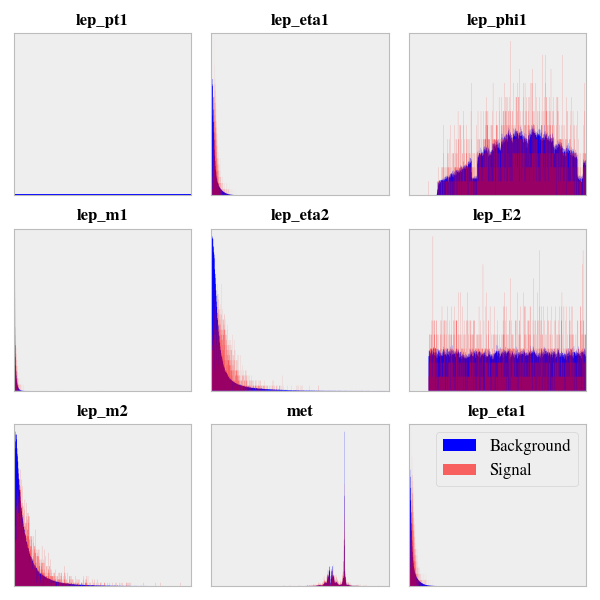 lep_pt1
lep_eta1
lep_phi1
lep_m1
lep_eta2
lep_E2
lep_m2
met
lep_eta1
Background
Signal